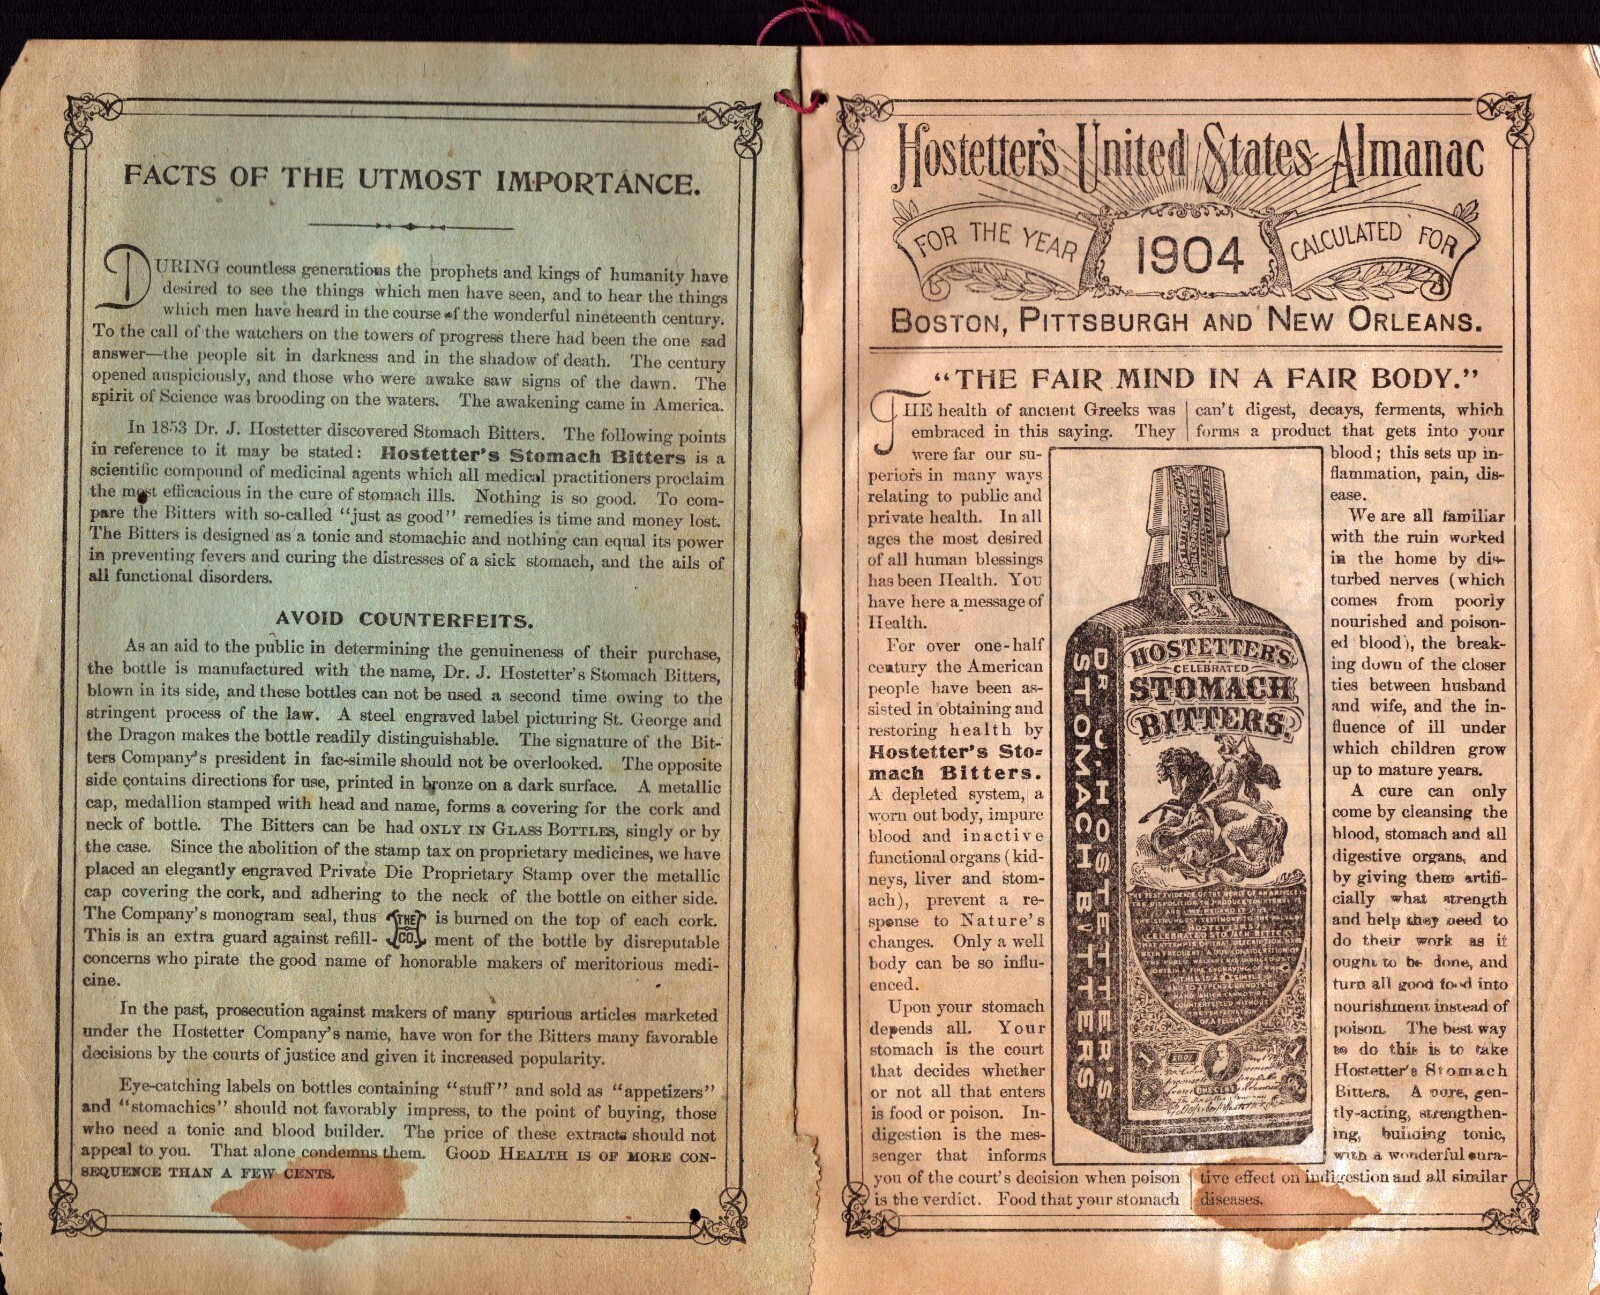 FACTS OF THE UTMOST IMPORTANCE.
DURING countless generations the prophets and kings of humanity have
desired to see the things which men have seen, and to hear the things
which men have heard in the course of the wonderful nineteenth century.
To the call of the watchers on the towers of progress there had been the one sad
answer—the people sit in darkness and in the shadow of death. The century
opened auspiciously, and those who were awake saw signs of the dawn. The
spirit of Science was brooding on the waters. The awakening came in America.
In 1853 Dr. J. Hostetter discovered Stomach Bitters. The following points
in reference to it may be stated: Hostetter's Stomach Bitters is a
scientific compound of medicinal agents which all medical practitioners proclaim
the most efficacious in the cure of stomach ills. Nothing is so good. To com-
pare the Bitters with so-called "just as good" remedies is time and money lost.
The Bitters is designed as a tonic and stomachic and nothing can equal its power
in preventing fevers and curing the distresses of a sick stomach, and the ails of
all functional disorders.
AVOID COUNTERFEITS.
As an aid to the public in determining the genuineness of their purchase,
the bottle is manufactured with the name, Dr. J. Hostetter's Stomach Bitters,
blown in its side, and these bottles can not be used a second time owing to the
stringent process of the law. A steel engraved label picturing St. George and
the Dragon makes the bottle readily distinguishable. The signature of the Bit-
ters Company's president in fac-simile should not be overlooked. The opposite
side contains directions for use, printed in bronze on a dark surface. A metallic
cap, medallion stamped with head and name, forms a covering for the cork and
neck of bottle. The Bitters can be had ONLY IN GLASS BOTTLES, singly or by
the case. Since the abolition of the stamp tax on proprietary medicines, we have
placed an elegantly engraved Private Die Proprietary Stamp over the metallic
cap covering the cork, and adhering to the neck of the bottle on either side.
The Company's monogram seal, thus THE is burned on the top of each cork.
This is an extra guard against refill- CO. ment of the bottle by disreputable
concerns who pirate the good name of honorable makers of meritorious medi-
cine.
In the past, prosecution against makers of many spurious articles marketed
under the Hostetter Company's name, have won for the Bitters many favorable
decisions by the courts of justice and given it increased popularity.
Eye-catching labels on bottles containing "stuff" and sold as "appetizers"
and "stomachics" should not favorably impress, to the point of buying, those
who need a tonic and blood builder. The price of these extracts should not
appeal to you. That alone condemns them. GOOD HEALTH IS OF MORE CON-
SEQUENCE THAN A FEW CENTS.
Hostetter's United States Almanac
FOR THE YEAR 1904 CALCULATED FOR
BOSTON, PITTSBURGH AND NEW ORLEANS.
"THE FAIR MIND IN A FAIR BODY."
THE health of ancient Greeks was
embraced in this saying. They
were far our su-
periors in many ways
relating to public and
private health. In all
ages the most desired
of all human blessings
has been Health. You
have here a message of
Health.
For over one-half
century the American
people have been as-
sisted in obtaining and
restoring health by
Hostetter's Sto-
mach Bitters.
A depleted system, a
worn out body, impure
blood and inactive
functional organs (kid-
neys, liver and stom-
ach), prevent a re-
sponse to Nature's
changes. Only a well
body can be so influ-
enced.
Upon your stomach
depends all. Your
stomach is the court
that decides whether
or not all that enters
is food or poison. In-
digestion is the mes-
senger that informs
you of the court's decision when poison
is the verdict. Food that your stomach
can't digest, decays, ferments, which
forms a product that gets into your
blood; this sets up in-
flammation, pain, dis-
ease.
We are all familiar
with the ruin worked
in the home by dis-
turbed nerves (which
comes from poorly
nourished and poison-
ed blood), the break-
ing down of the closer
ties between husband
and wife, and the in-
fluence of ill under
which children grow
up to mature years.
A cure can only
come by cleansing the
blood, stomach and all
digestive organs, and
by giving them artifi-
cially what strength
and help they need to
do their work as it
ought to be done, and
turn all good food into
nourishment instead of
poison. The best way
to do this is to take
Hostetter's Stomach
Bitters. A pure, gen-
tly-acting, strengthen-
ing, building tonic,
with a wonderful cura-
tive effect on indigestion and all similar
diseases.
DR. J. HOSTETTER'S
STOMACH BITTERS
HOSTETTER'S
CELEBRATED
STOMACH
BITTERS.